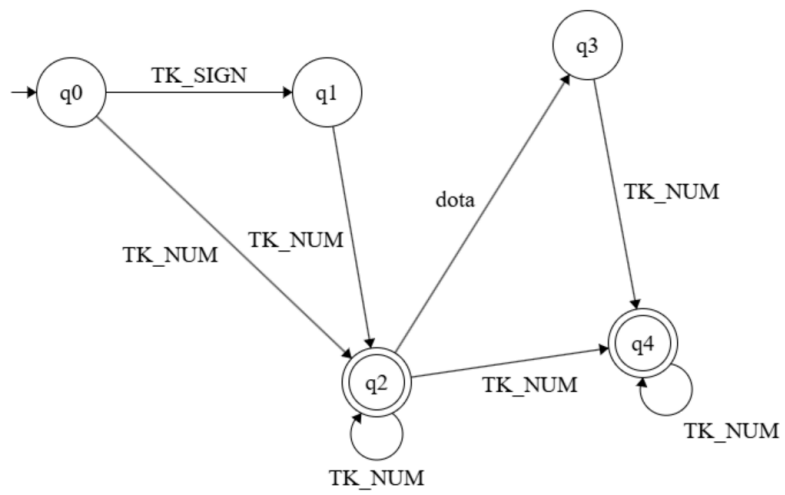 q3
TK_SIGN
q0
q1
TK_NUM
dota
TK_NUM
TK_NUM
q4
q2
TK_NUM
TK_NUM
TK_NUM